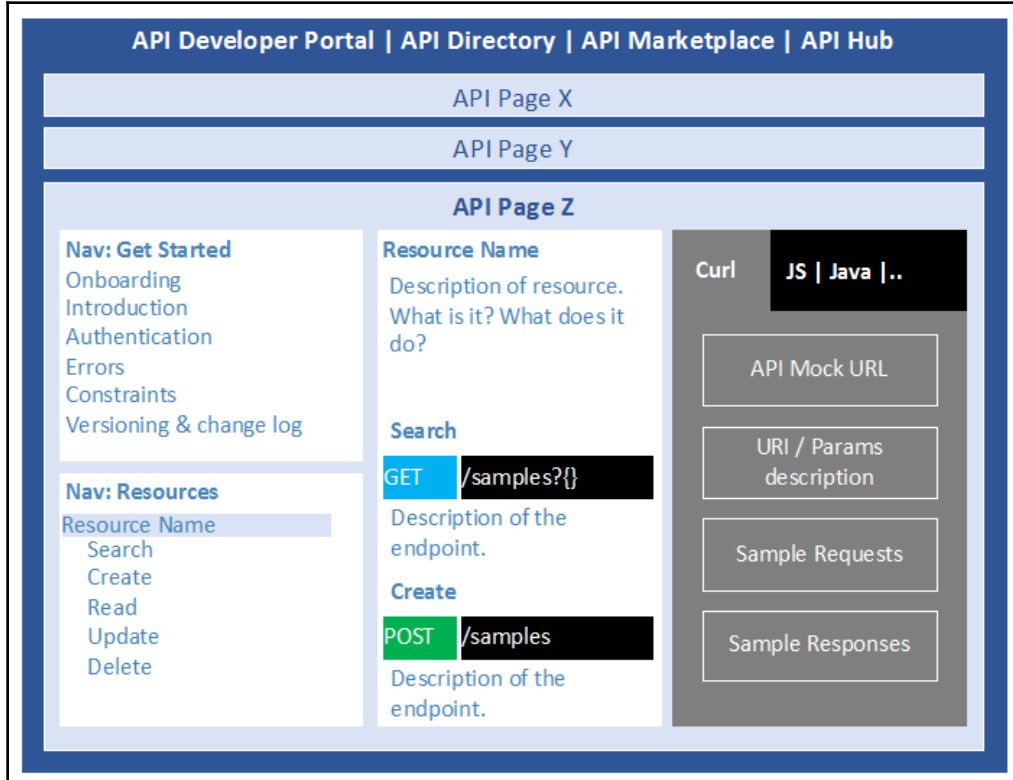 API Developer Portal | API Directory | API Marketplace | API Hub
API Page X
API Page Y
API Page Z
Nav: Get Started
Onboarding
Introduction
Authentication
Errors
Constraints
Versioning & change log
Nav: Resources
Resource Name
Search
Create
Read
Update
Delete
Resource Name
Description of resource.
What is it? What does it
do?
Search
GET /samples?{}
Description of the
endpoint.
Create
POST /samples
Description of the
endpoint.
Curl
JS | Java |..
API Mock URL
URI / Params
description
Sample Requests
Sample Responses